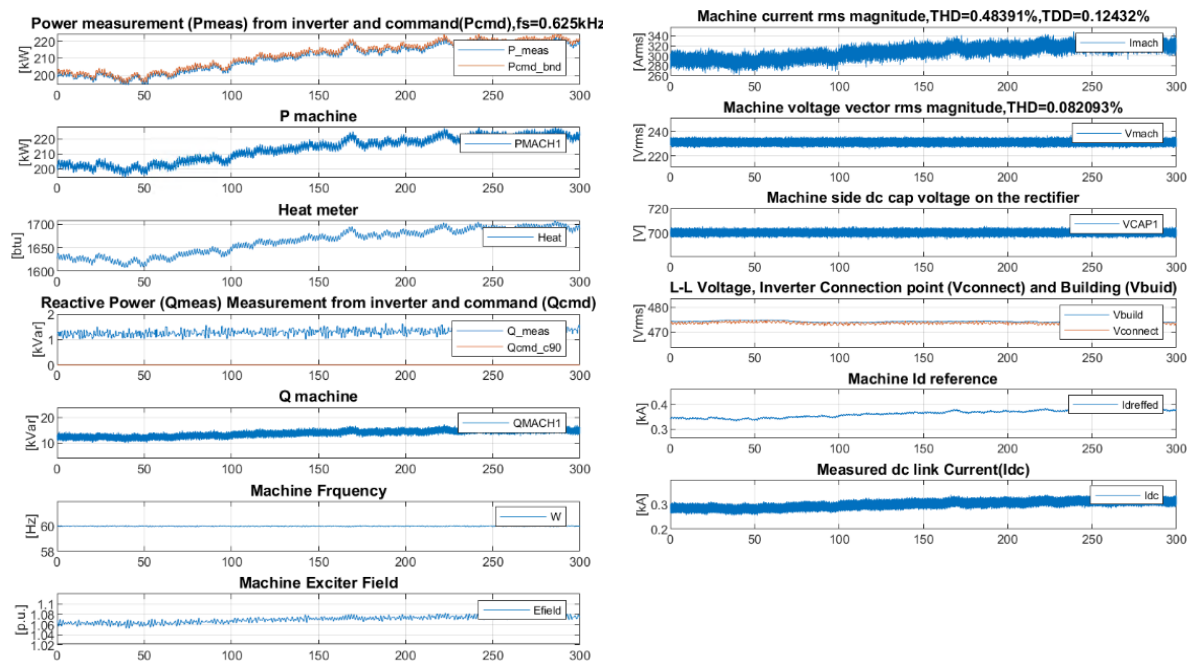 Power measurement (Pmeas) from inverter and command(Pcmd),fs=0.625kHz
[kW]
220
210
200
P_meas
Pcmd_bnd
0 50 100 150 200 250 300
P machine
[kW]
220
210
200
PMACH1
0 50 100 150 200 250 300
Heat meter
[btu]
1700
1650
1600
Heat
0 50 100 150 200 250 300
Reactive Power (Qmeas) Measurement from inverter and command (Qcmd)
[kVar]
2
1
0
Q_meas
Qcmd_c90
0 50 100 150 200 250 300
Q machine
[kVar]
20
10
QMACH1
0 50 100 150 200 250 300
Machine Frquency
[Hz]
60
58
W
0 50 100 150 200 250 300
Machine Exciter Field
[p.u.]
1.1
1.08
1.06
1.04
1.02
Efield
0 50 100 150 200 250 300
Machine current rms magnitude,THD=0.48391%,TDD=0.12432%
[Arms]
340
320
300
280
260
Imach
0 50 100 150 200 250 300
Machine voltage vector rms magnitude,THD=0.082093%
[Vrms]
240
220
Vmach
0 50 100 150 200 250 300
Machine side dc cap voltage on the rectifier
[V]
720
700
VCAP1
0 50 100 150 200 250 300
L-L Voltage, Inverter Connection point (Vconnect) and Building (Vbuid)
[Vrms]
480
470
Vbuild
Vconnect
0 50 100 150 200 250 300
Machine Id reference
[kA]
0.4
0.3
Idreffed
0 50 100 150 200 250 300
Measured dc link Current(Idc)
[kA]
0.3
0.2
Idc
0 50 100 150 200 250 300